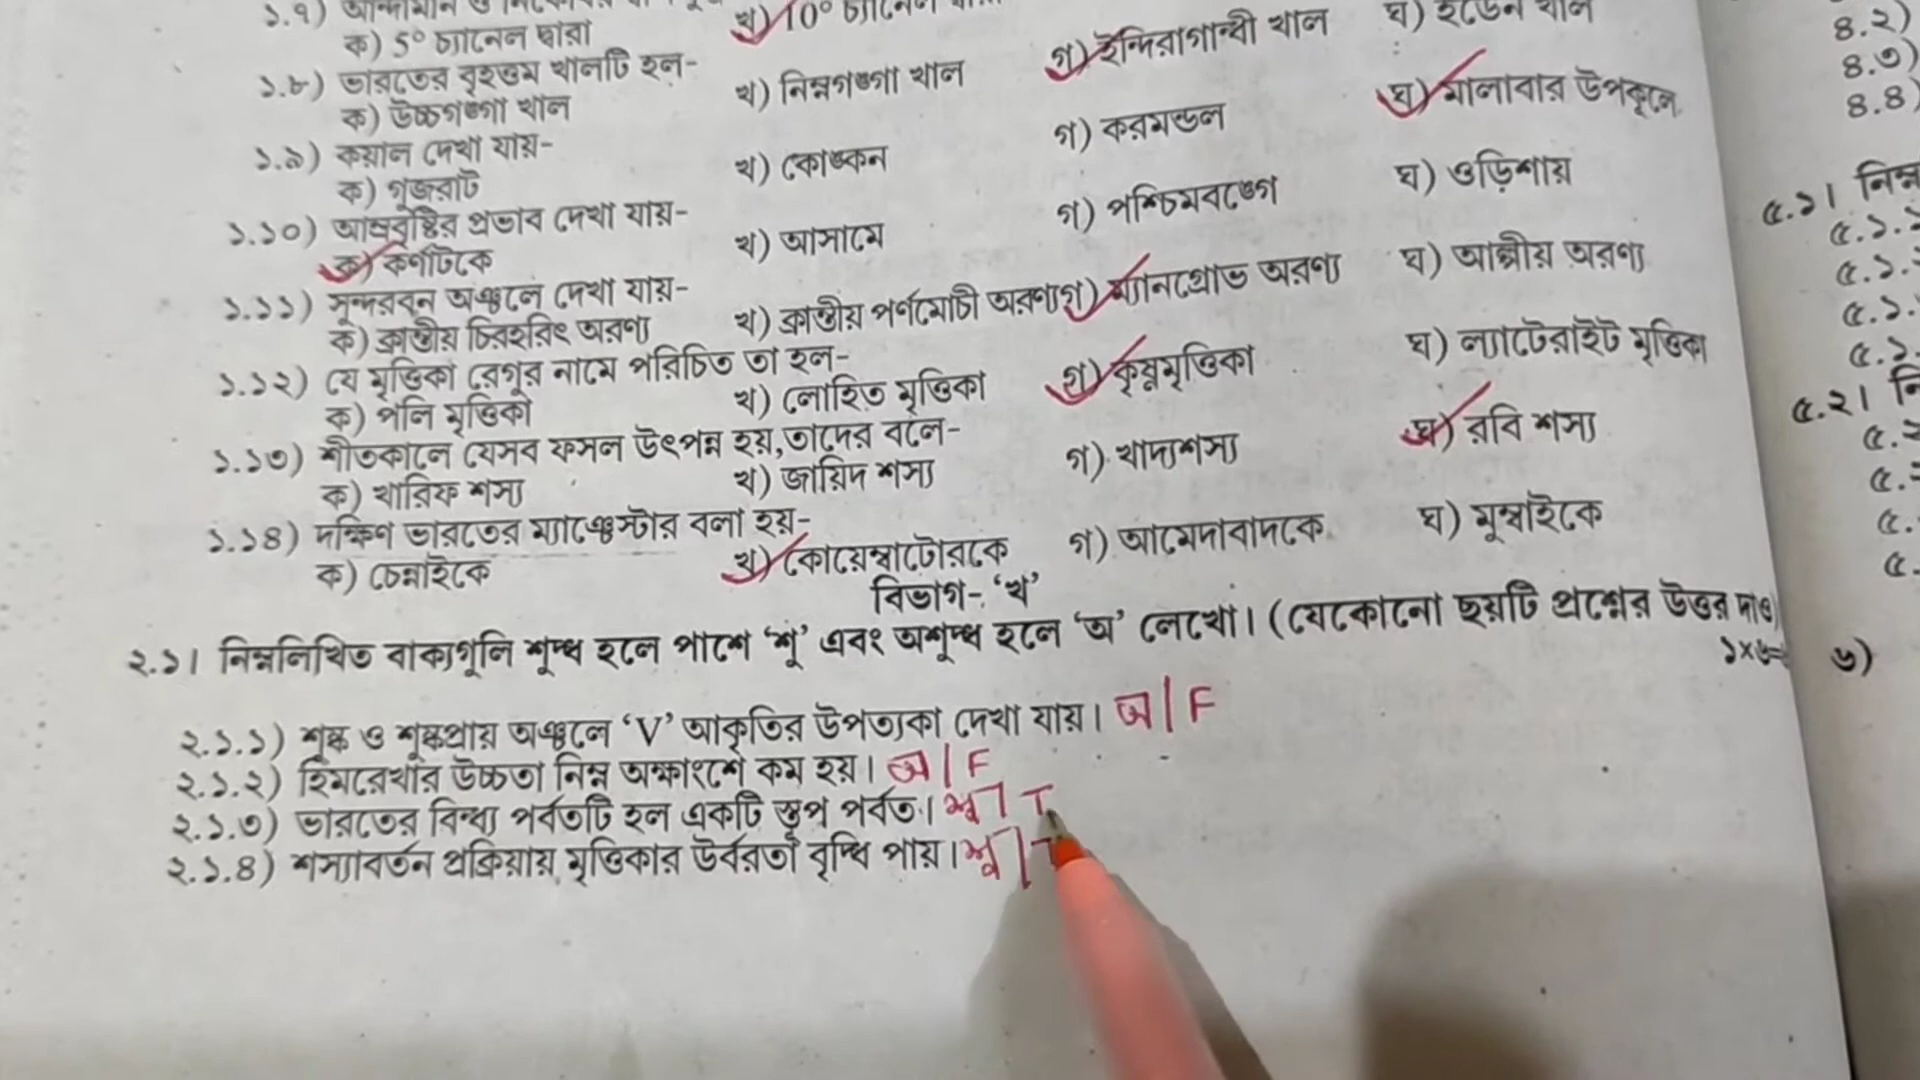 ১.৭) আন্দামান ও
ক) 5° চ্যানেল দ্বারা খ) 10° চ্যানেল
১.৮) ভারতের বৃহত্তম খালটি হল-
ক) উচ্চগঙ্গা খাল খ) নিম্নগঙ্গা খাল গ) ইন্দিরাগান্ধী খাল ঘ) ইডেন খাল
১.৯) কয়াল দেখা যায়-
ক) গুজরাট খ) কোঙ্কন গ) করমন্ডল ঘ) মালাবার উপকূলে
১.১০) আম্রবৃষ্টির প্রভাব দেখা যায়-
ক) কর্ণাটকে খ) আসামে গ) পশ্চিমবঙ্গে ঘ) ওড়িশায়
১.১১) সুন্দরবন অঞ্চলে দেখা যায়-
ক) ক্রান্তীয় চিরহরিৎ অরণ্য খ) ক্রান্তীয় পর্ণমোচী অরণ্য গ) ম্যানগ্রোভ অরণ্য ঘ) আল্পীয় অরণ্য
১.১২) যে মৃত্তিকা রেগুর নামে পরিচিত তা হল-
ক) পলি মৃত্তিকা খ) লোহিত মৃত্তিকা গ) কৃষ্ণমৃত্তিকা ঘ) ল্যাটেরাইট মৃত্তিকা
১.১৩) শীতকালে যেসব ফসল উৎপন্ন হয়,তাদের বলে-
ক) খারিফ শস্য খ) জায়িদ শস্য গ) খাদ্যশস্য ঘ) রবি শস্য
১.১৪) দক্ষিণ ভারতের ম্যাঞ্চেস্টার বলা হয়-
ক) চেন্নাইকে খ) কোয়েম্বাটোরকে গ) আমেদাবাদকে ঘ) মুম্বাইকে
বিভাগ- ‘খ’
২.১। নিম্নলিখিত বাক্যগুলি শুদ্ধ হলে পাশে ‘শু’ এবং অশুদ্ধ হলে ‘অ’ লেখো। (যেকোনো ছয়টি প্রশ্নের উত্তর দাও)
১×৬=
২.১.১) শুষ্ক ও শুষ্কপ্রায় অঞ্চলে ‘V’ আকৃতির উপত্যকা দেখা যায়। অ | F
২.১.২) হিমরেখার উচ্চতা নিম্ন অক্ষাংশে কম হয়। অ | F
২.১.৩) ভারতের বিন্ধ্য পর্বতটি হল একটি স্তূপ পর্বত। শু | T
২.১.৪) শস্যাবর্তন প্রক্রিয়ায় মৃত্তিকার উর্বরতা বৃদ্ধি পায়। শু | T
৪.২)
৪.৩)
৪.৪)
৫.১। নিম্ন
৫.২। নি
৬)